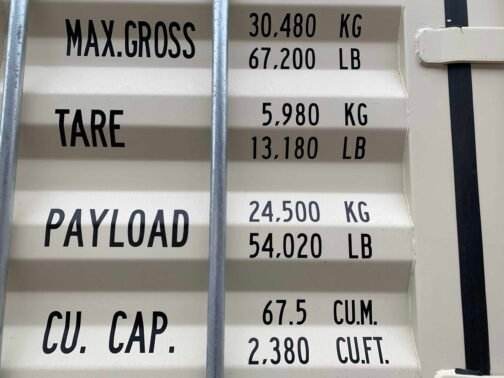 MAX.GROSS 30,480 KG
67,200 LB
TARE 5,980 KG
13,180 LB
PAYLOAD 24,500 KG
54,020 LB
CU. CAP. 67.5 CU.M.
2,380 CU.FT.